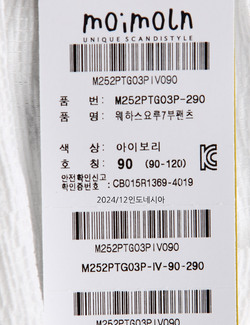 moimoln
UNIQUE SCANDISTYLE
M252PTG03PIV090
품 번: M252PTG03P-290
품 명: 웨하스요루7부팬츠
색 상: 아이보리
호 칭: 90 (90-120)
안전확인신고
확인증번호 : CB015R1369-4019
2024/12인도네시아
M252PTG03PIV090
M252PTG03P-IV-90-290
M252PTG03PIV090